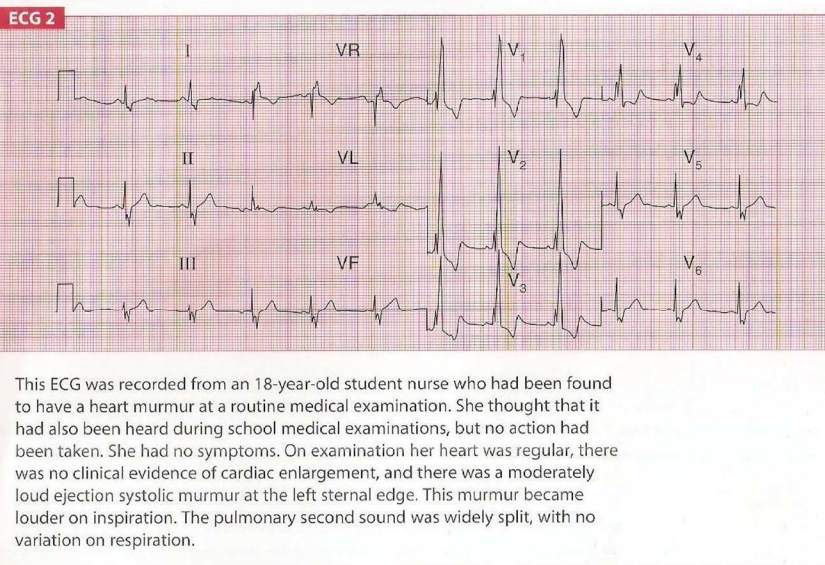 ECG 2
I VR V1 V4
II VL V2 V5
III VF V3 V6
This ECG was recorded from an 18-year-old student nurse who had been found
to have a heart murmur at a routine medical examination. She thought that it
had also been heard during school medical examinations, but no action had
been taken. She had no symptoms. On examination her heart was regular, there
was no clinical evidence of cardiac enlargement, and there was a moderately
loud ejection systolic murmur at the left sternal edge. This murmur became
louder on inspiration. The pulmonary second sound was widely split, with no
variation on respiration.